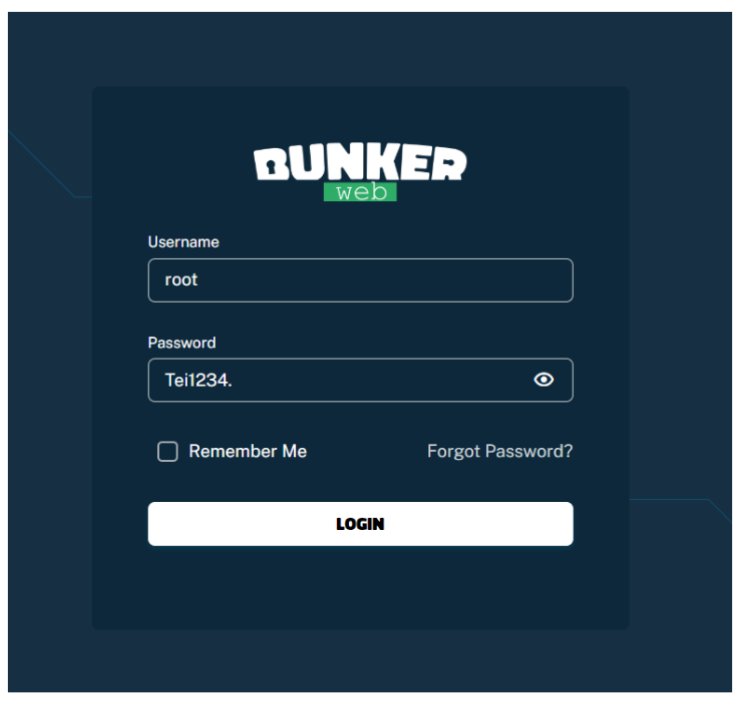 BUNKER
web
Username
root
Password
Tei1234.
Remember Me
Forgot Password?
LOGIN